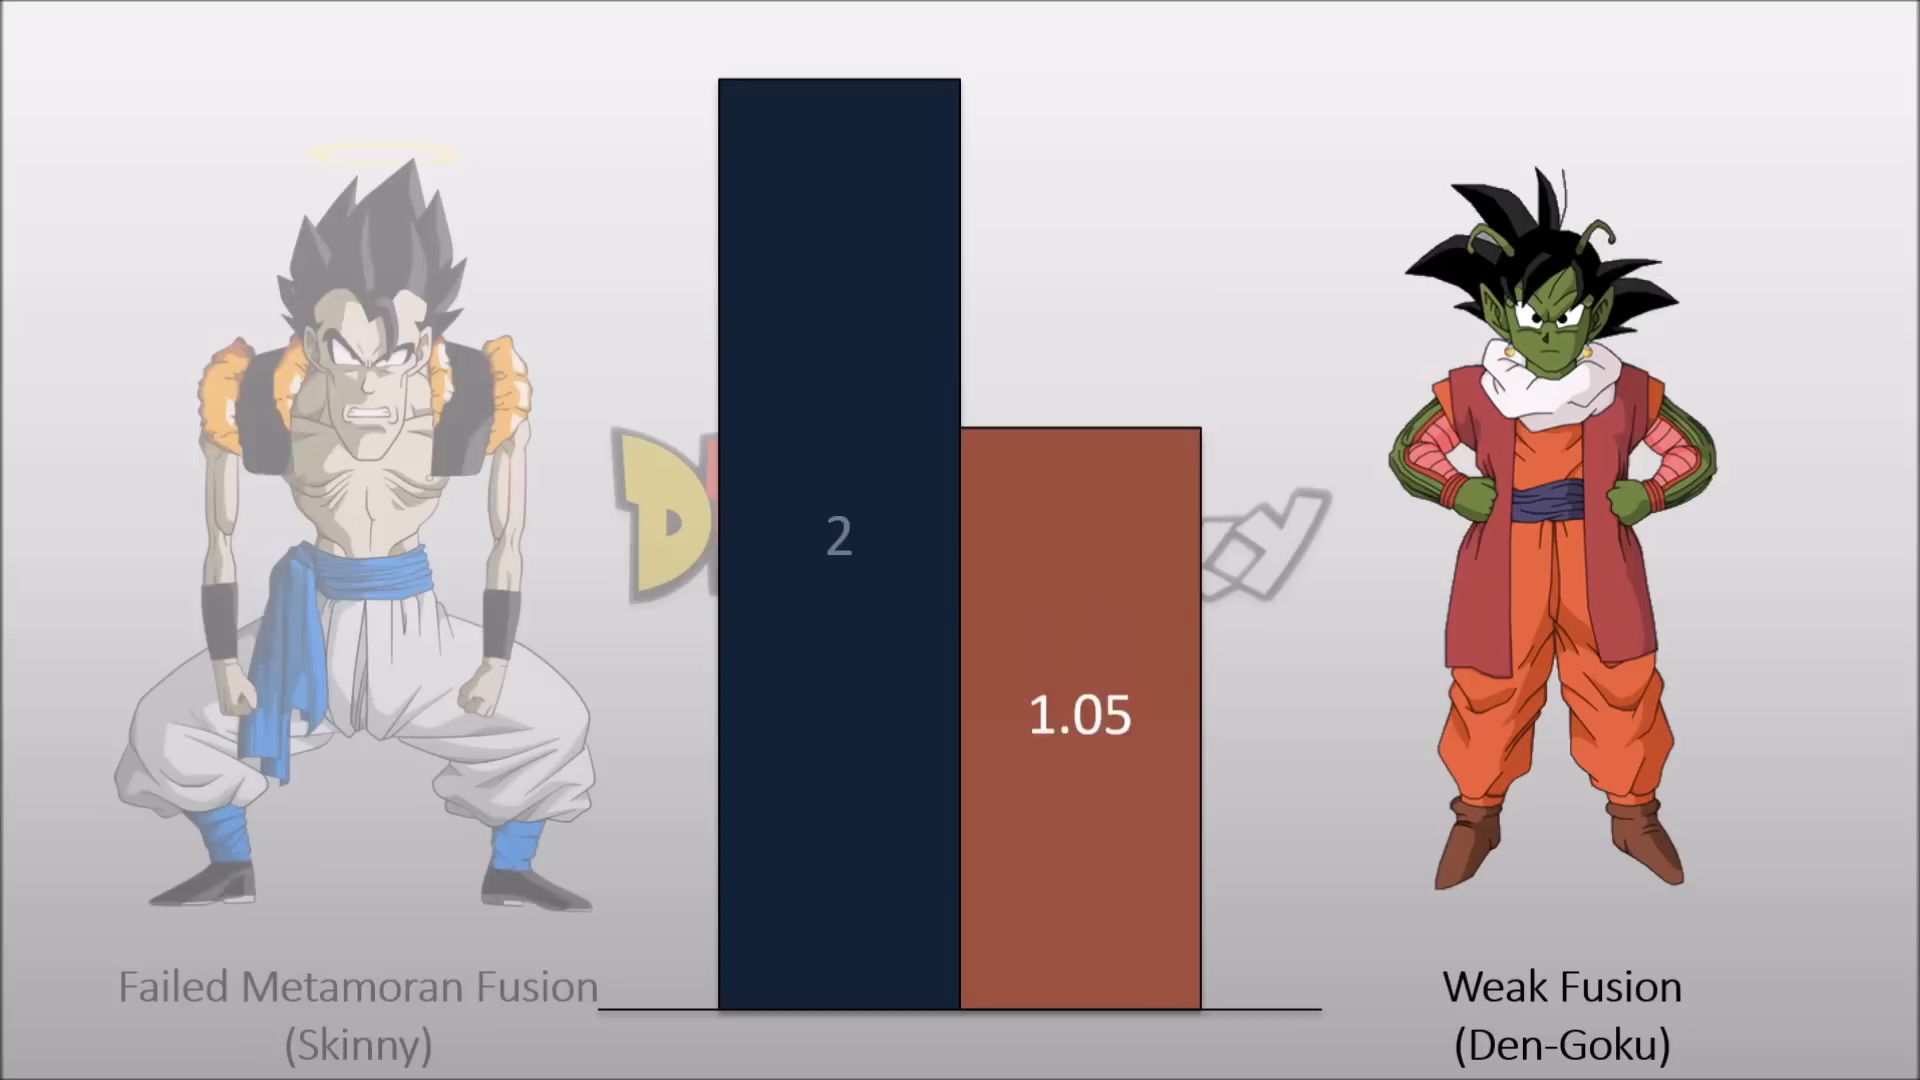 2
1.05
Failed Metamoran Fusion
(Skinny)
Weak Fusion
(Den-Goku)